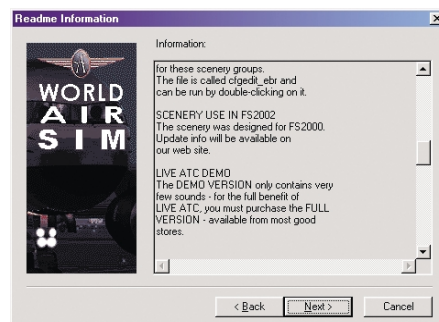 Readme Information
WORLD
AIR
SIM
Information:
for these scenery groups.
The file is called cfgedit_ebr and
can be run by double-clicking on it.
SCENERY USE IN FS2002
The scenery was designed for FS2000.
Update info will be available on
our web site.
LIVE ATC DEMO
The DEMO VERSION only contains very
few sounds - for the full benefit of
LIVE ATC, you must purchase the FULL
VERSION - available from most good
stores.
< Back
Next >
Cancel